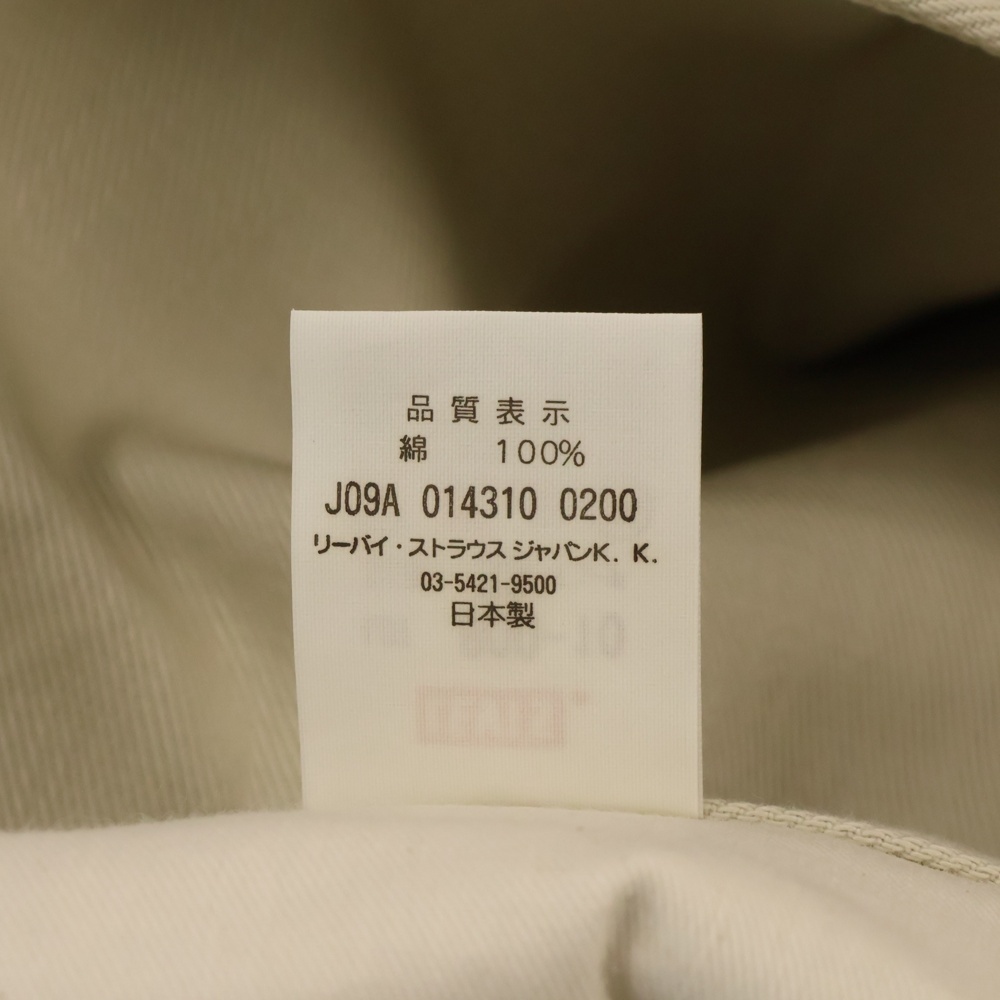 品質表示
綿 100%
J09A 014310 0200
リーバイ・ストラウス ジャパンK. K.
03-5421-9500
日本製